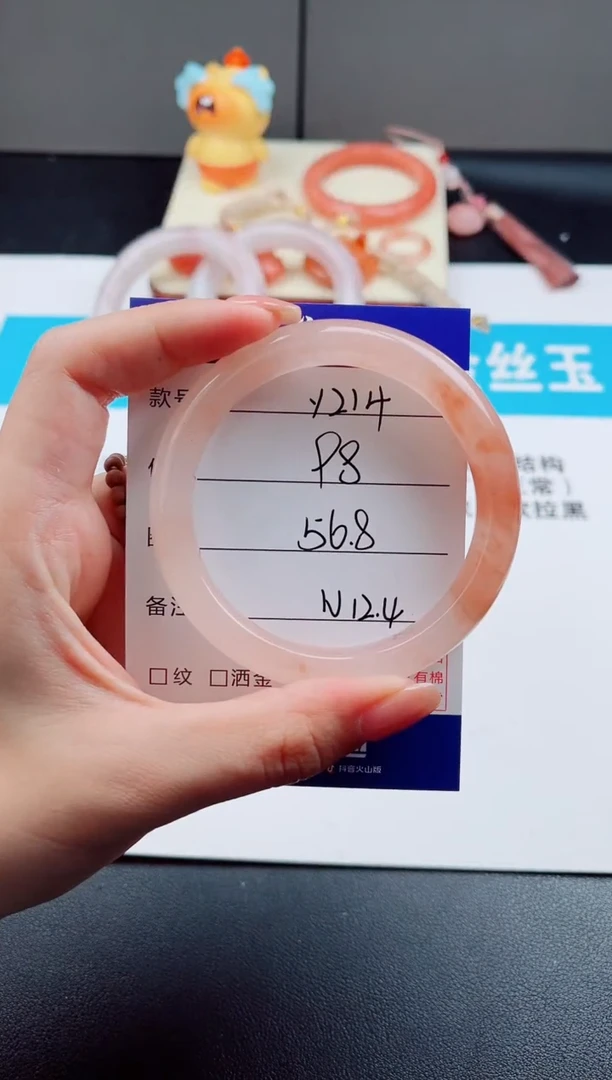 丝玉
款号
Y214
P8
结构
常）
拉黑
56.8
备注
N12.4
纹
洒金
有棉
抖音火山版